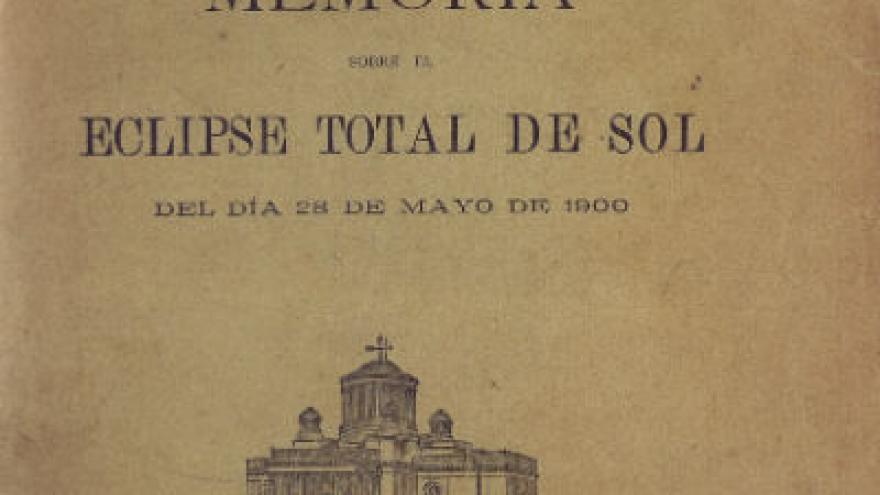 MEMORIA
SOBRE EL
ECLIPSE TOTAL DE SOL
DEL DÍA 28 DE MAYO DE 1900